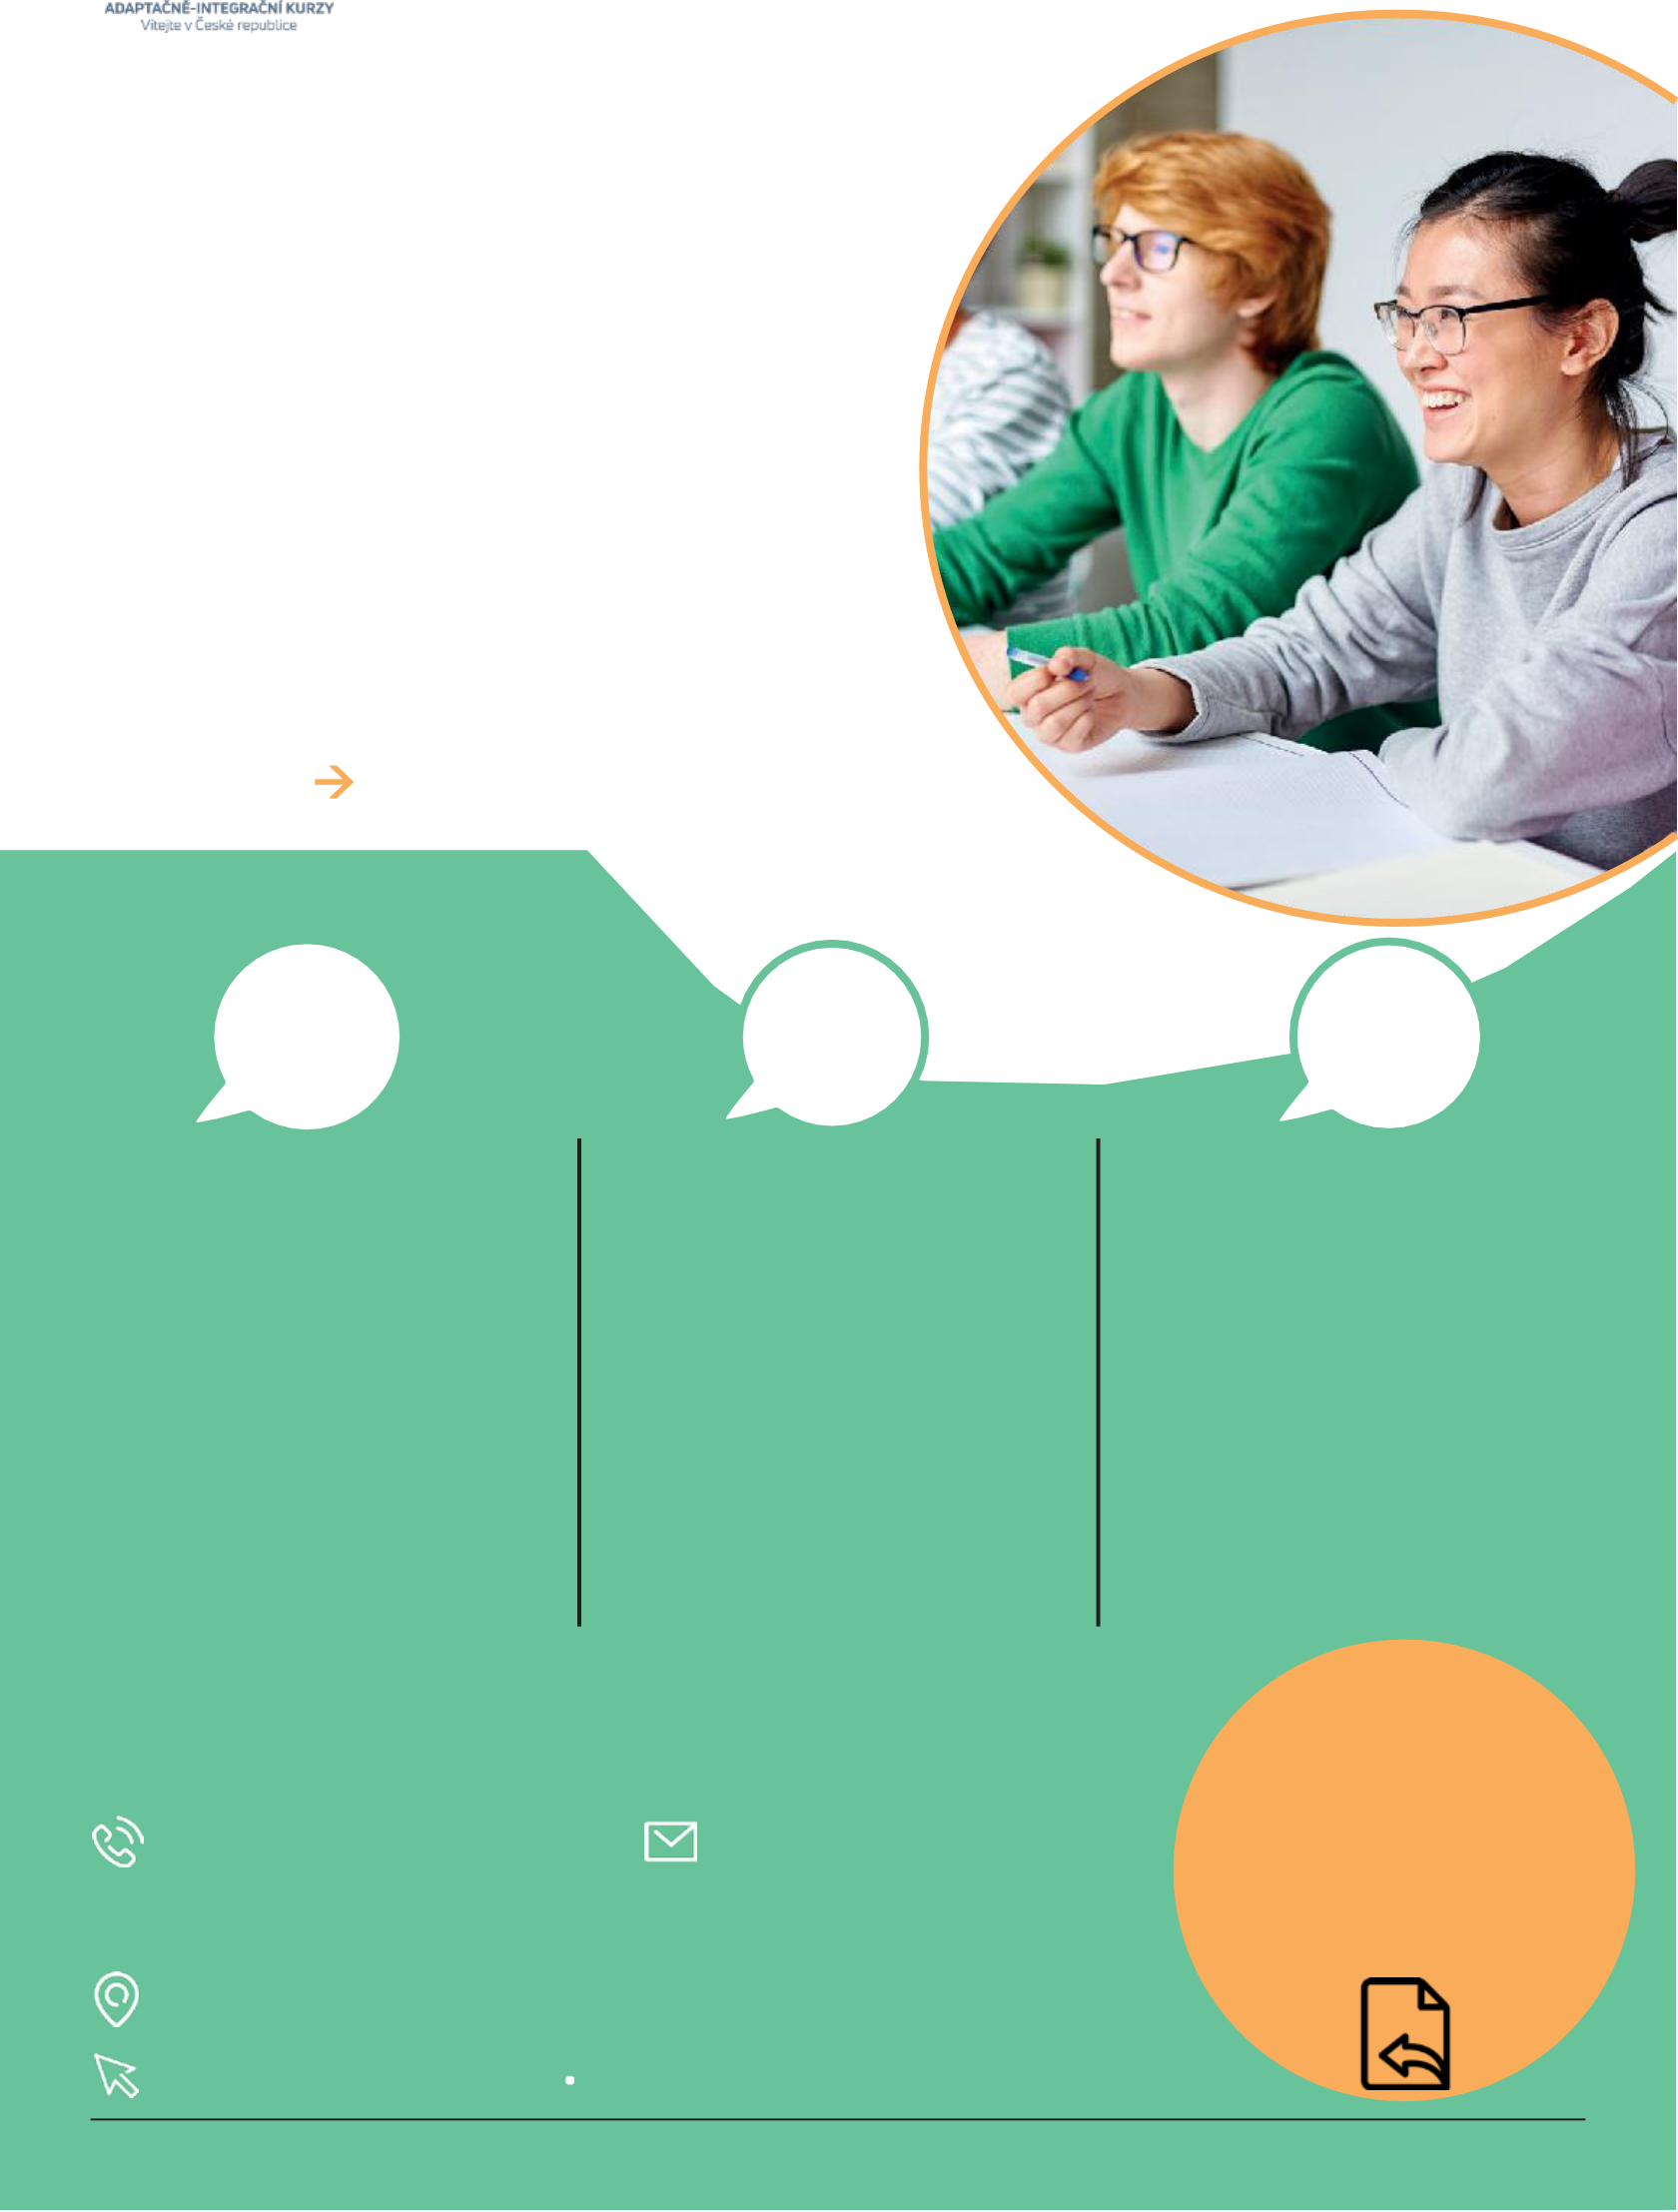 ADAPTAČNĚ-INTEGRAČNÍ KURZY
Vítejte v České republice